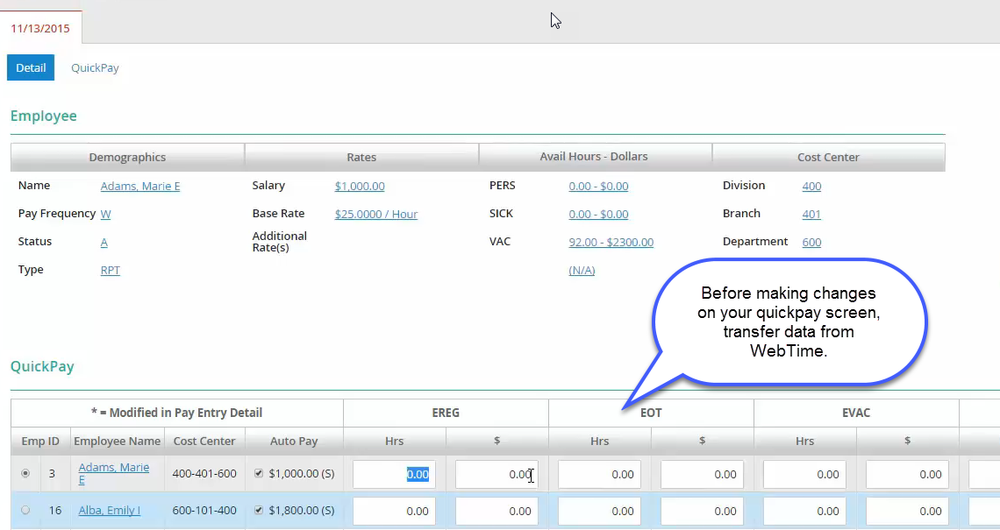 11/13/2015
Detail QuickPay
Employee
Demographics Rates Avail Hours - Dollars Cost Center
Name Adams, Marie E Salary $1,000.00 PERS 0.00 - $0.00 Division 400
Pay Frequency W Base Rate $25.0000 / Hour SICK 0.00 - $0.00 Branch 401
Status A Additional Rate(s) VAC 92.00 - $2300.00 Department 600
Type RPT (N/A)
Before making changes
on your quickpay screen,
transfer data from
WebTime.
QuickPay
* = Modified in Pay Entry Detail EREG EOT EVAC
Emp ID Employee Name Cost Center Auto Pay Hrs $ Hrs $ Hrs $
3 Adams, Marie E 400-401-600 $1,000.00 (S) 0.00 0.00 0.00 0.00 0.00 0.00
16 Alba, Emily I 600-101-400 $1,800.00 (S) 0.00 0.00 0.00 0.00 0.00 0.00